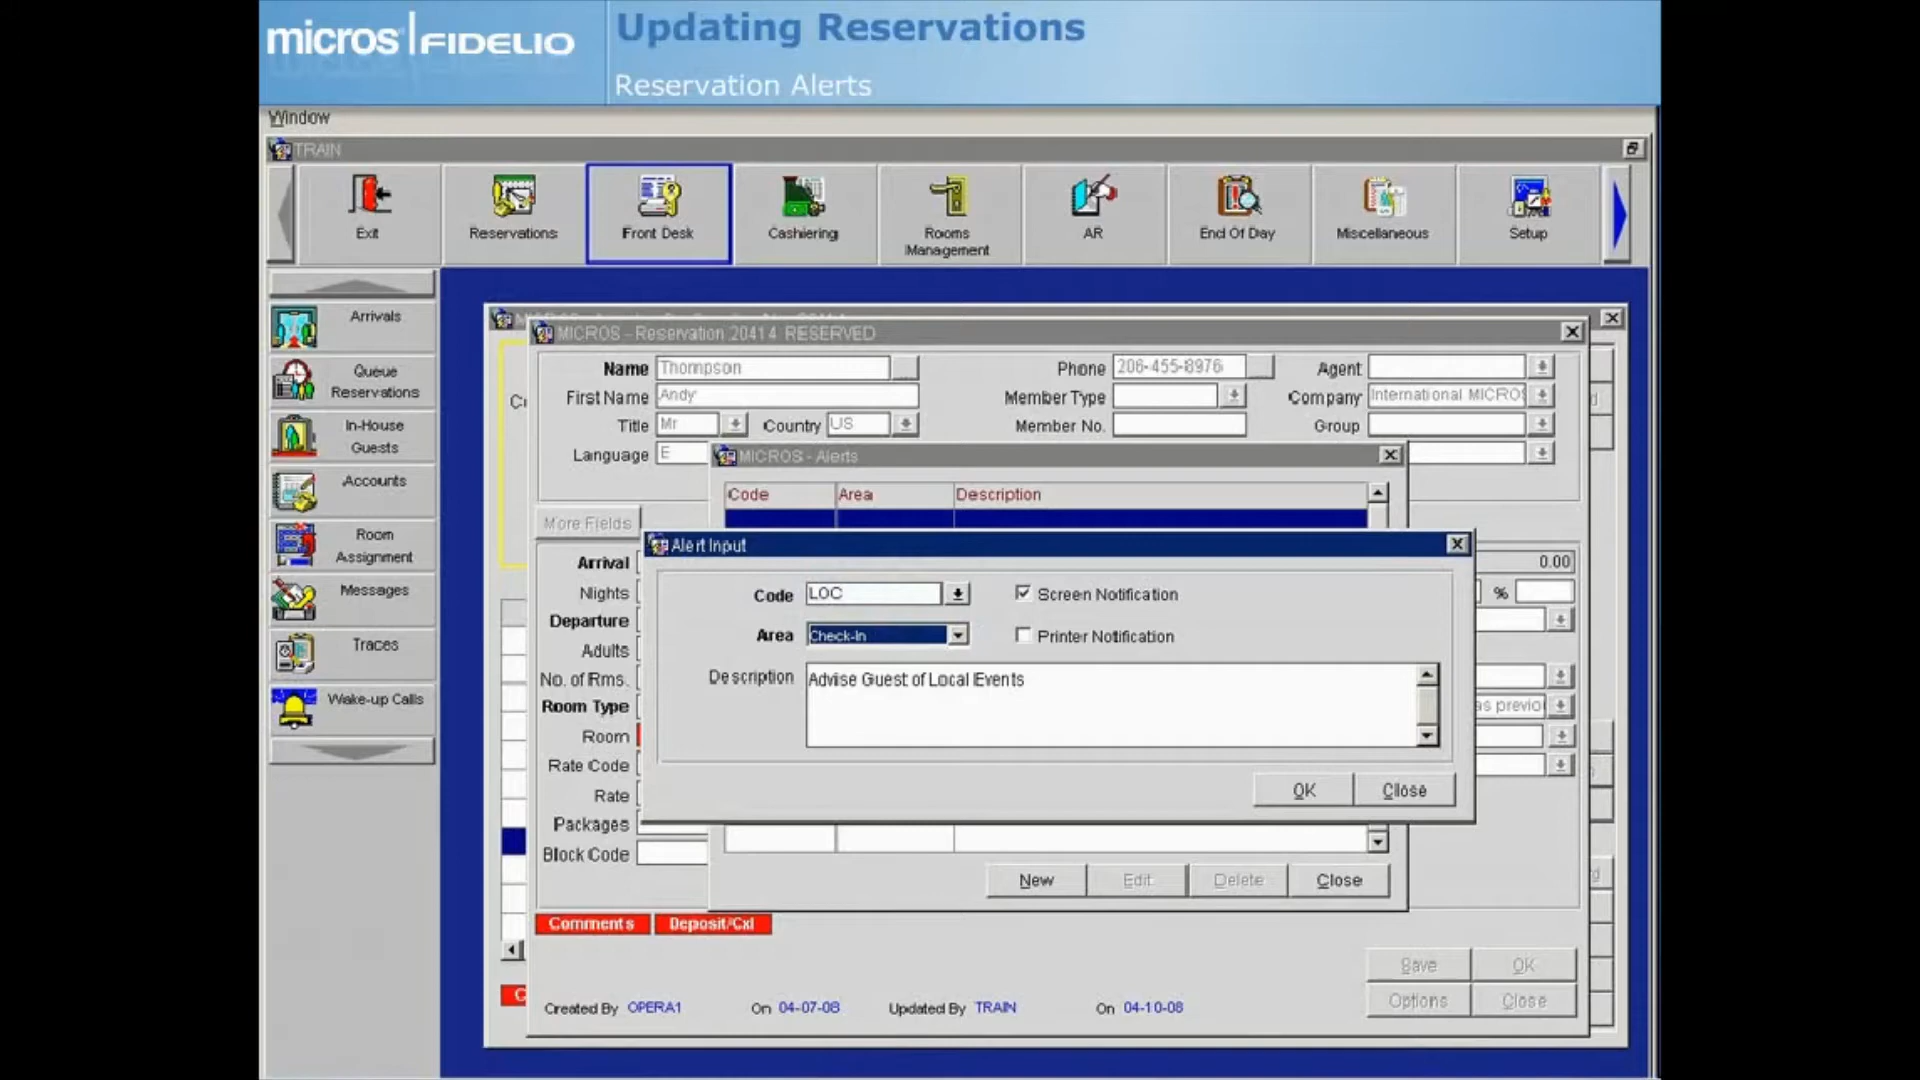 micros FIDELIO
Updating Reservations
Reservation Alerts
Window
TRAIN
Exit
Reservations
Front Desk
Cashiering
Rooms
Management
AR
End Of Day
Miscellaneous
Setup
Arrivals
Queue
Reservations
In-House
Guests
Accounts
Room
Assignment
Messages
Traces
Wake-up Calls
MICROS - Reservation 20414 RESERVED
Name Thompson
Phone 206-455-8976
Agent
First Name Andy
Member Type
Company International MICROS
Title Mr
Country US
Member No.
Group
Language E
MICROS - Alerts
Code Area Description
More Fields
Alert Input
Arrival
0.00
Nights
%
Departure
Adults
No. of Rms.
Room Type
Room
Rate Code
Rate
Packages
Block Code
Code LOC
Screen Notification
Area Check-In
Printer Notification
Description Advise Guest of Local Events
as previo
OK Close
New Edit Delete Close
Comments Deposit/Cxl
Save OK
Options Close
Created By OPERA1 On 04-07-08 Updated By TRAIN On 04-10-08